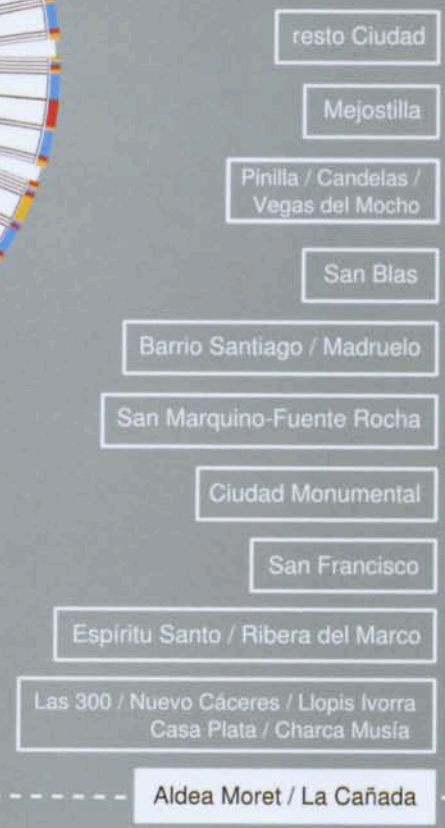 resto Ciudad
Mejostilla
Pinilla / Candelas /
Vegas del Mocho
San Blas
Barrio Santiago / Madruelo
San Marquino-Fuente Rocha
Ciudad Monumental
San Francisco
Espíritu Santo / Ribera del Marco
Las 300 / Nuevo Cáceres / Llopis Ivorra
Casa Plata / Charca Musía
Aldea Moret / La Cañada